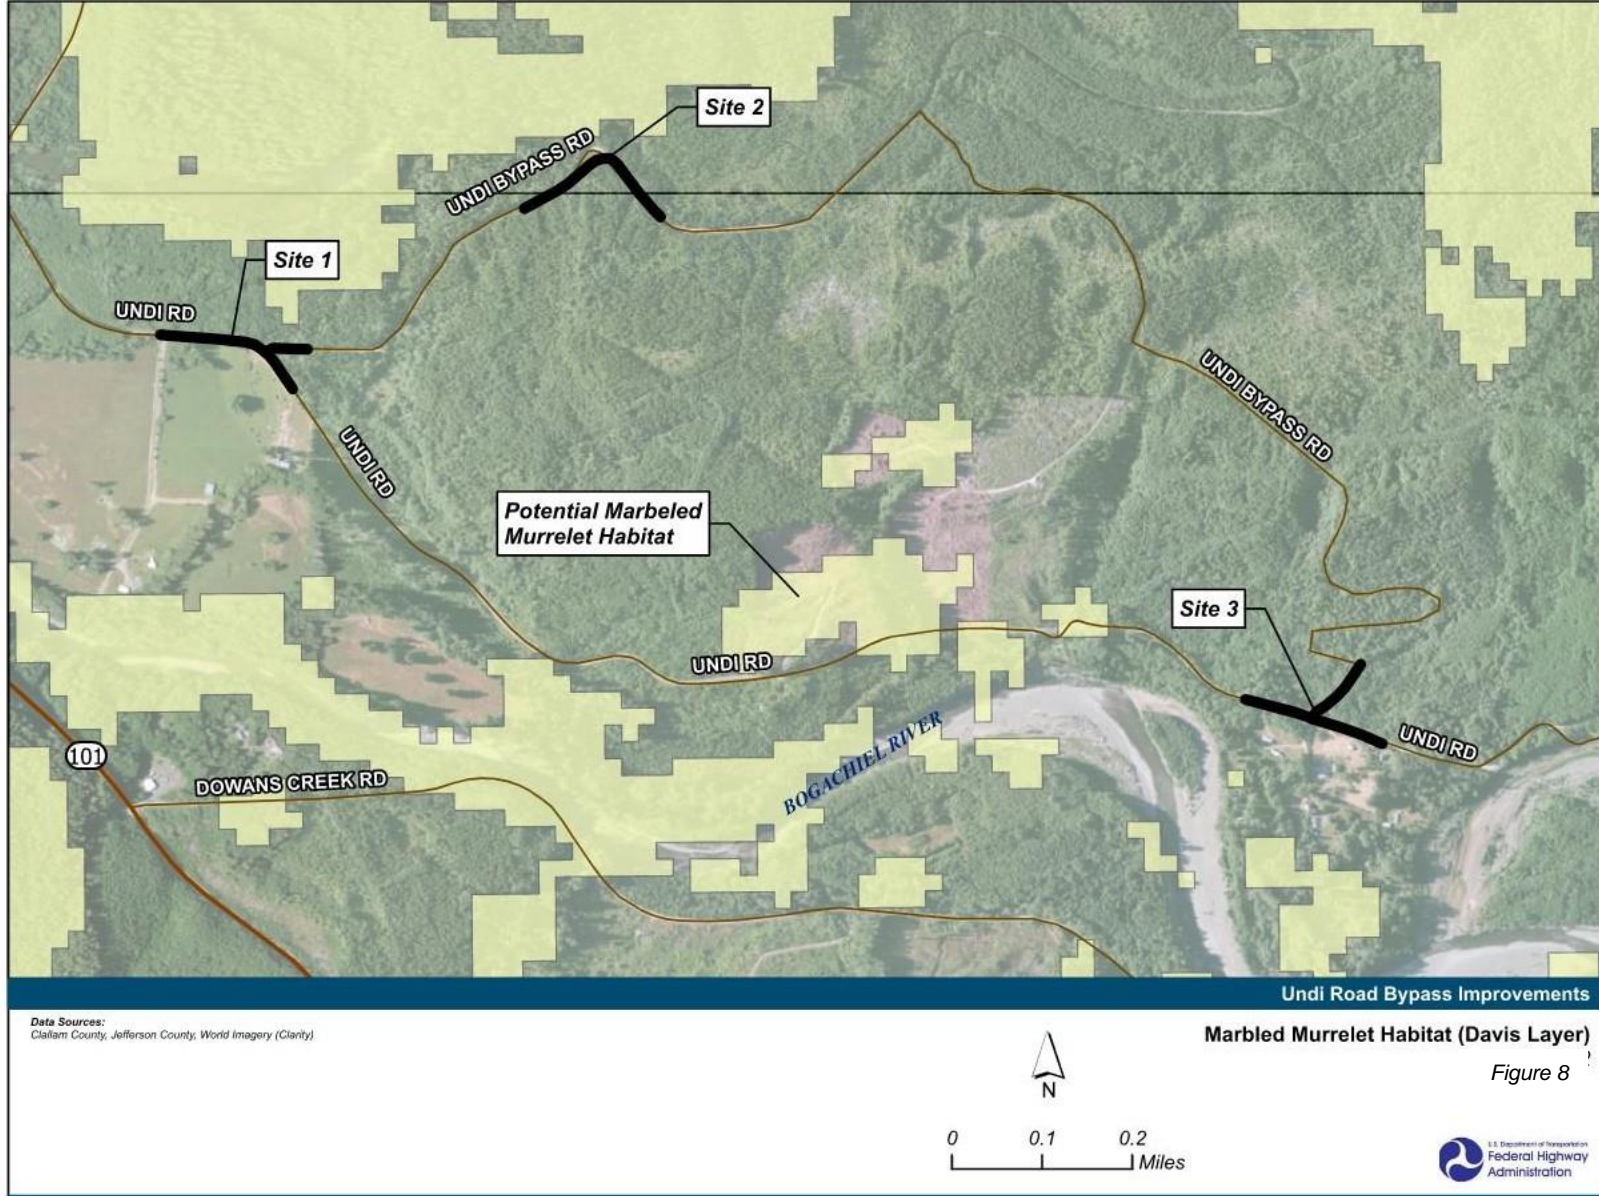 Site 2
UNDI BYPASS RD
Site 1
UNDI RD
UNDI BYPASS RD
UNDI RD
Potential Marbeled
Murrelet Habitat
Site 3
UNDI RD
UNDI RD
BOGACHIEL RIVER
101
DOWANS CREEK RD
Undi Road Bypass Improvements
Data Sources:
Clallam County, Jefferson County, World Imagery (Clarity)
Marbled Murrelet Habitat (Davis Layer)
Figure 8
N
0 0.1 0.2
Miles
U.S. Department of Transportation
Federal Highway
Administration